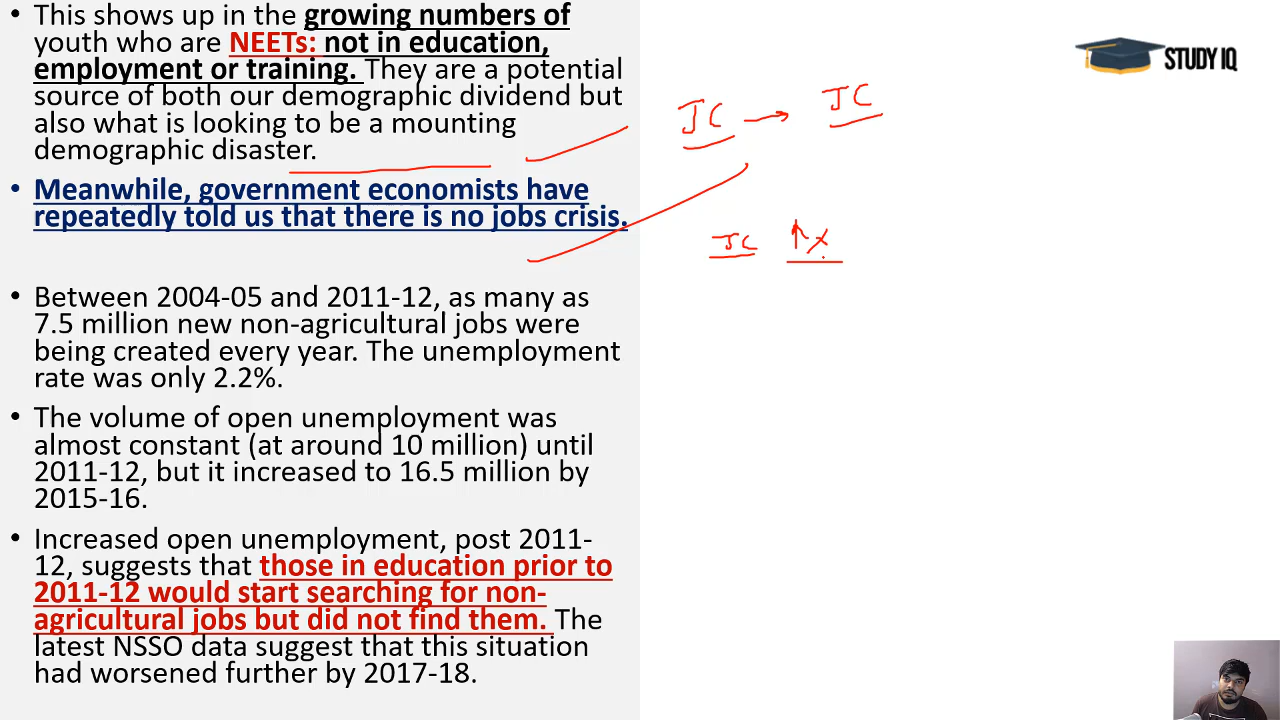 • This shows up in the growing numbers of
youth who are NEETs: not in education,
employment or training. They are a potential
source of both our demographic dividend but
also what is looking to be a mounting
demographic disaster.
• Meanwhile, government economists have
repeatedly told us that there is no jobs crisis.
• Between 2004-05 and 2011-12, as many as
7.5 million new non-agricultural jobs were
being created every year. The unemployment
rate was only 2.2%.
• The volume of open unemployment was
almost constant (at around 10 million) until
2011-12, but it increased to 16.5 million by
2015-16.
• Increased open unemployment, post 2011-
12, suggests that those in education prior to
2011-12 would start searching for non-
agricultural jobs but did not find them. The
latest NSSO data suggest that this situation
had worsened further by 2017-18.
STUDY IQ
JC → JC
JC ↑ x